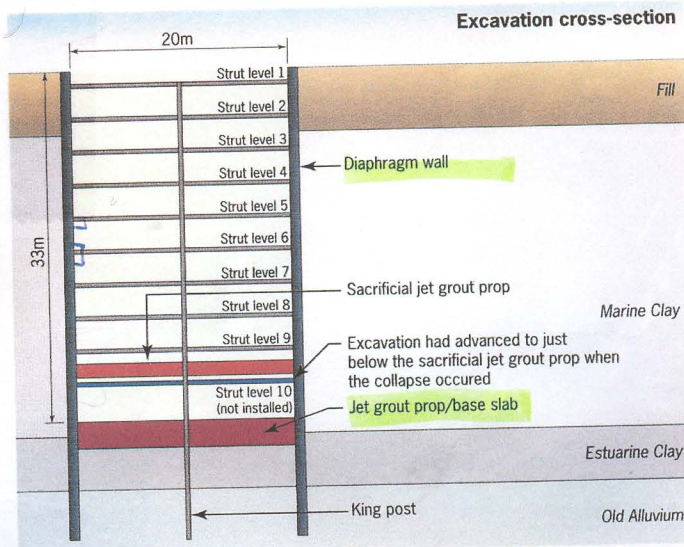 Excavation cross-section
20m
Strut level 1
Fill
Strut level 2
Strut level 3
Diaphragm wall
Strut level 4
Strut level 5
33m
Strut level 6
Strut level 7
Sacrificial jet grout prop
Strut level 8
Marine Clay
Strut level 9
Excavation had advanced to just
below the sacrificial jet grout prop when
the collapse occured
Strut level 10
(not installed)
Jet grout prop/base slab
Estuarine Clay
King post
Old Alluvium